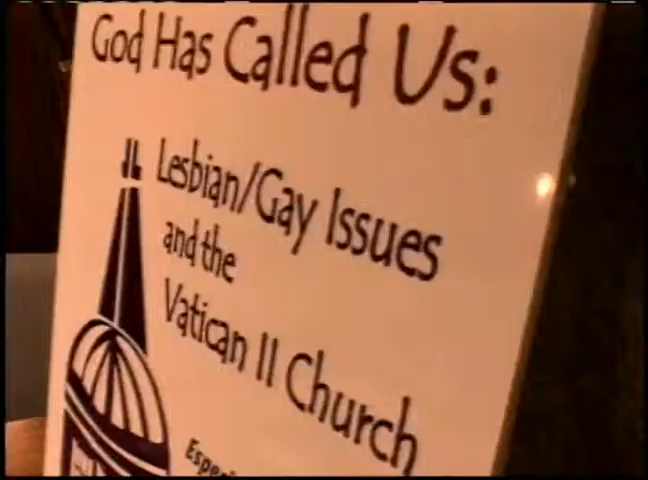 God Has Called Us:
Lesbian/Gay Issues
and the
Vatican II Church